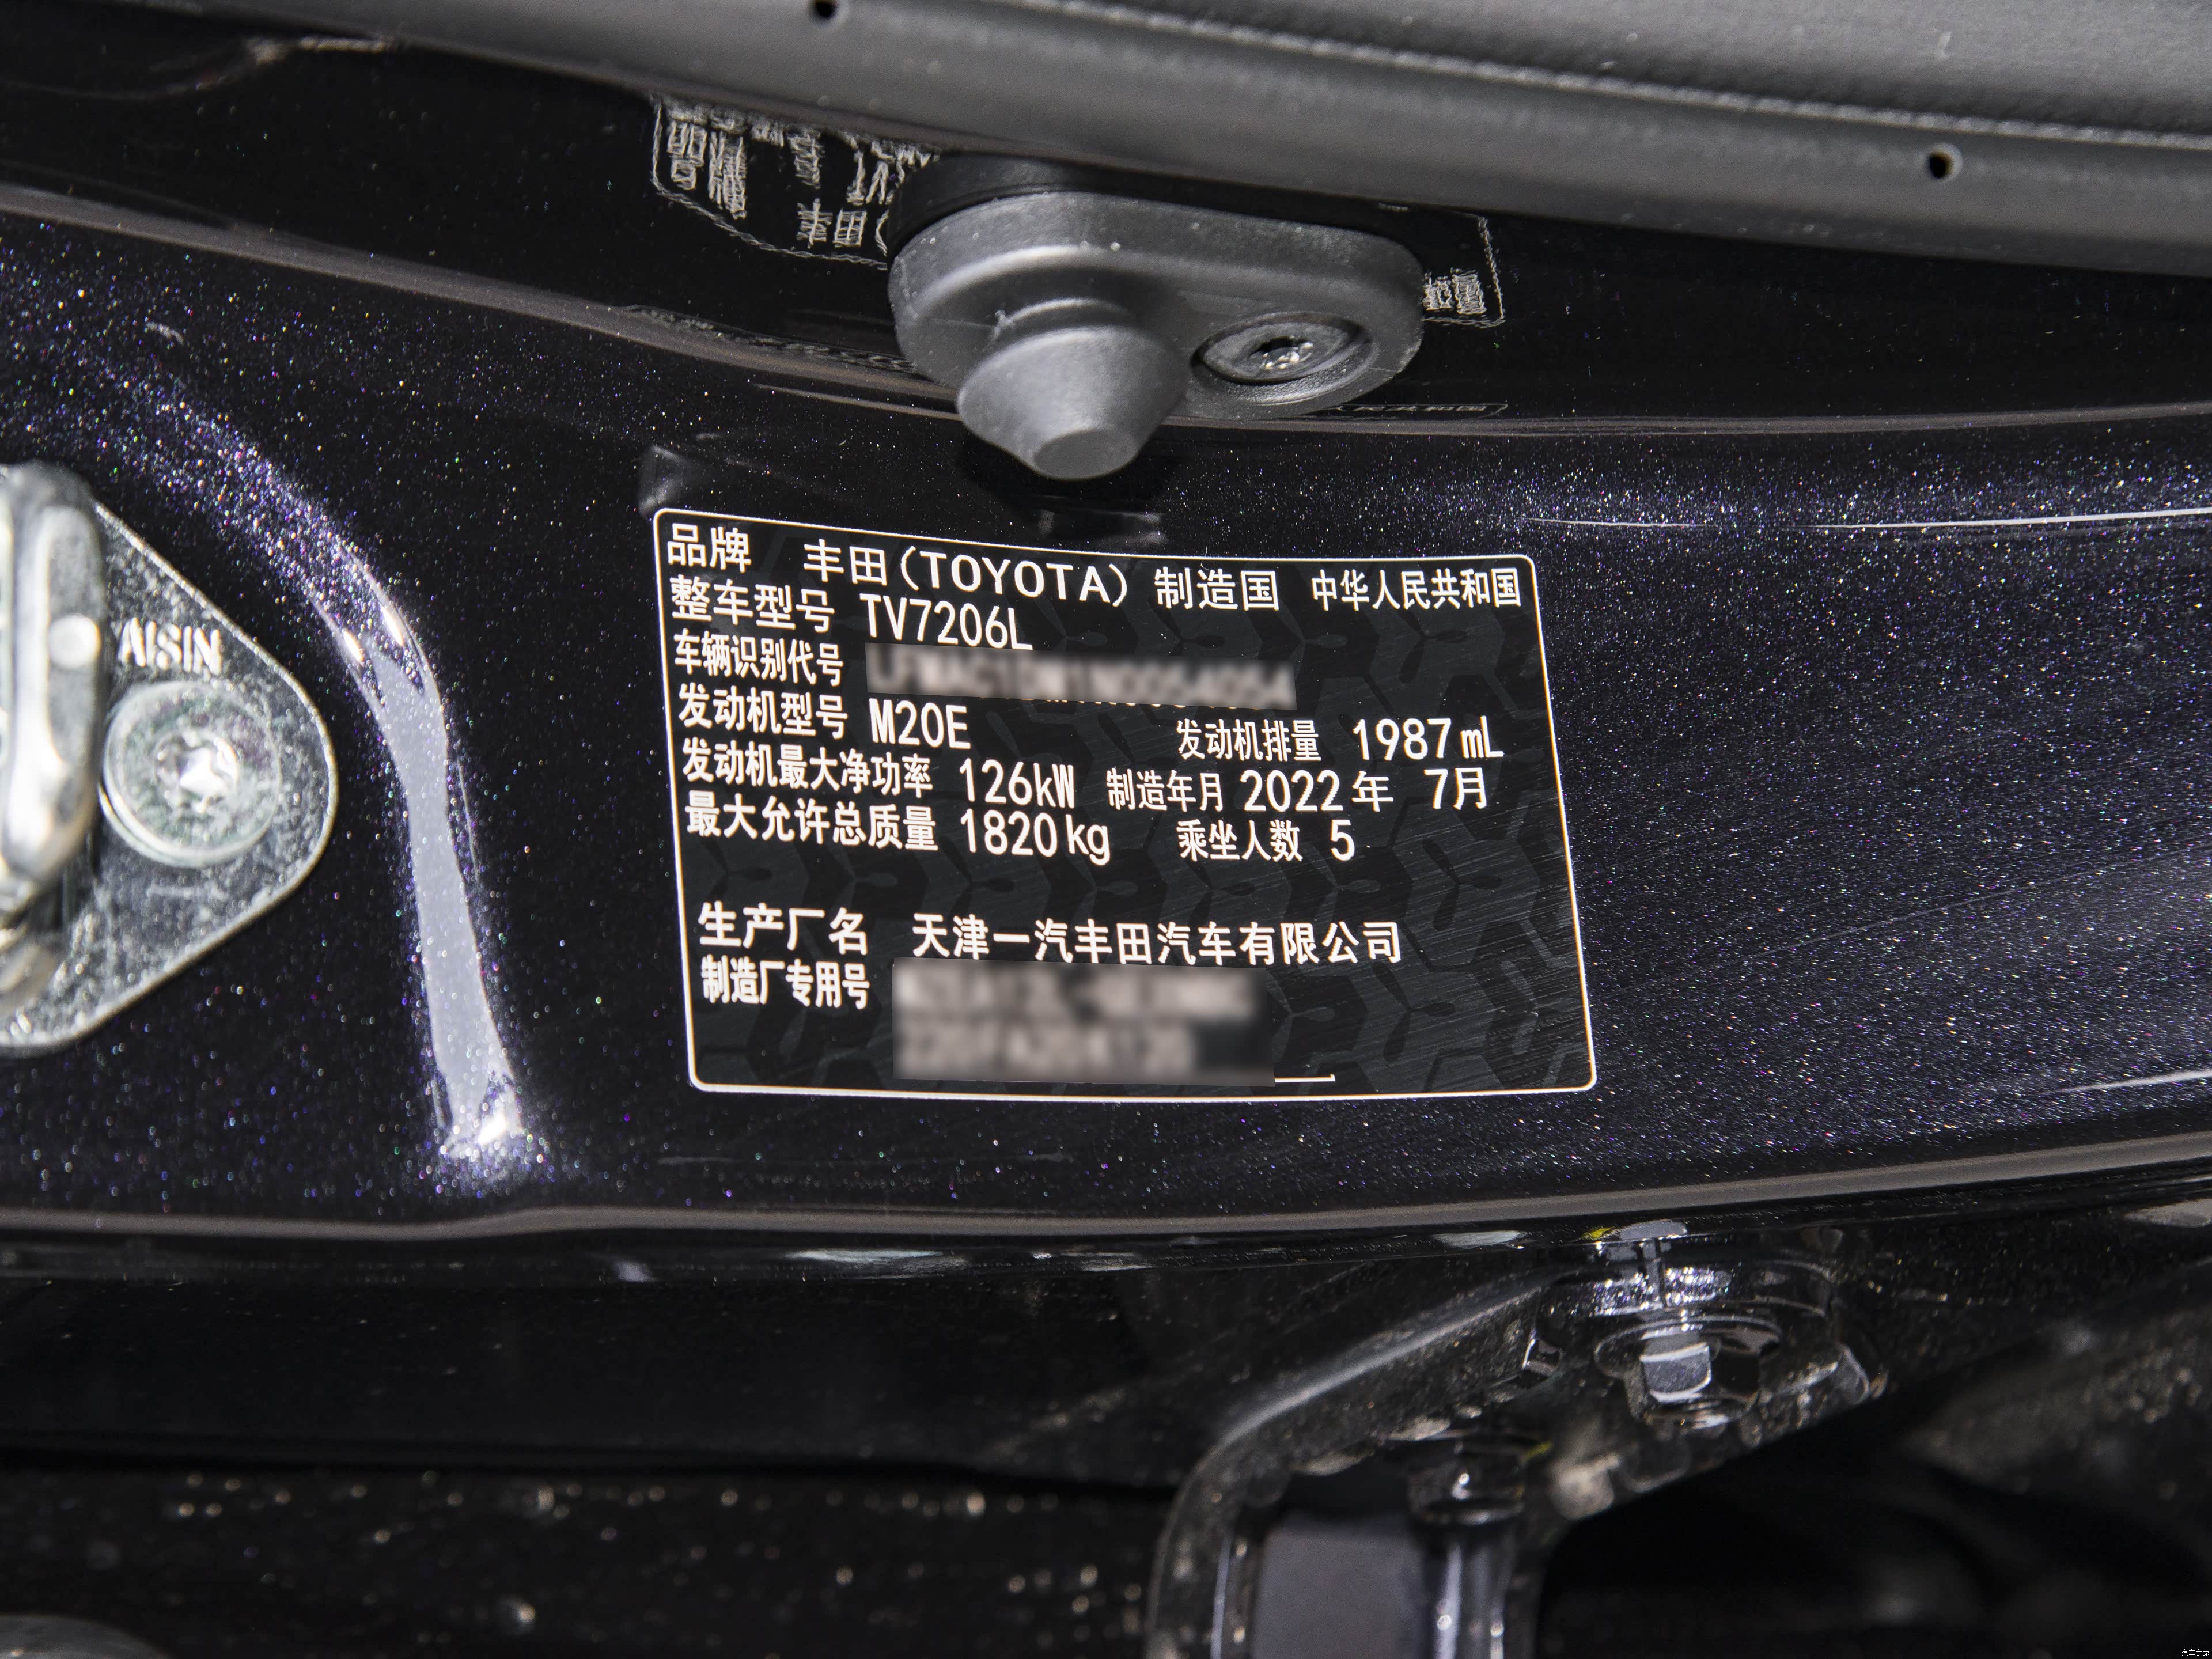 AISIN
品牌 丰田(TOYOTA) 制造国 中华人民共和国
整车型号 TV7206L
车辆识别代号
发动机型号 M20E 发动机排量 1987mL
发动机最大净功率 126kW 制造年月 2022年 7月
最大允许总质量 1820kg 乘坐人数 5
生产厂名 天津一汽丰田汽车有限公司
制造厂专用号
汽车之家